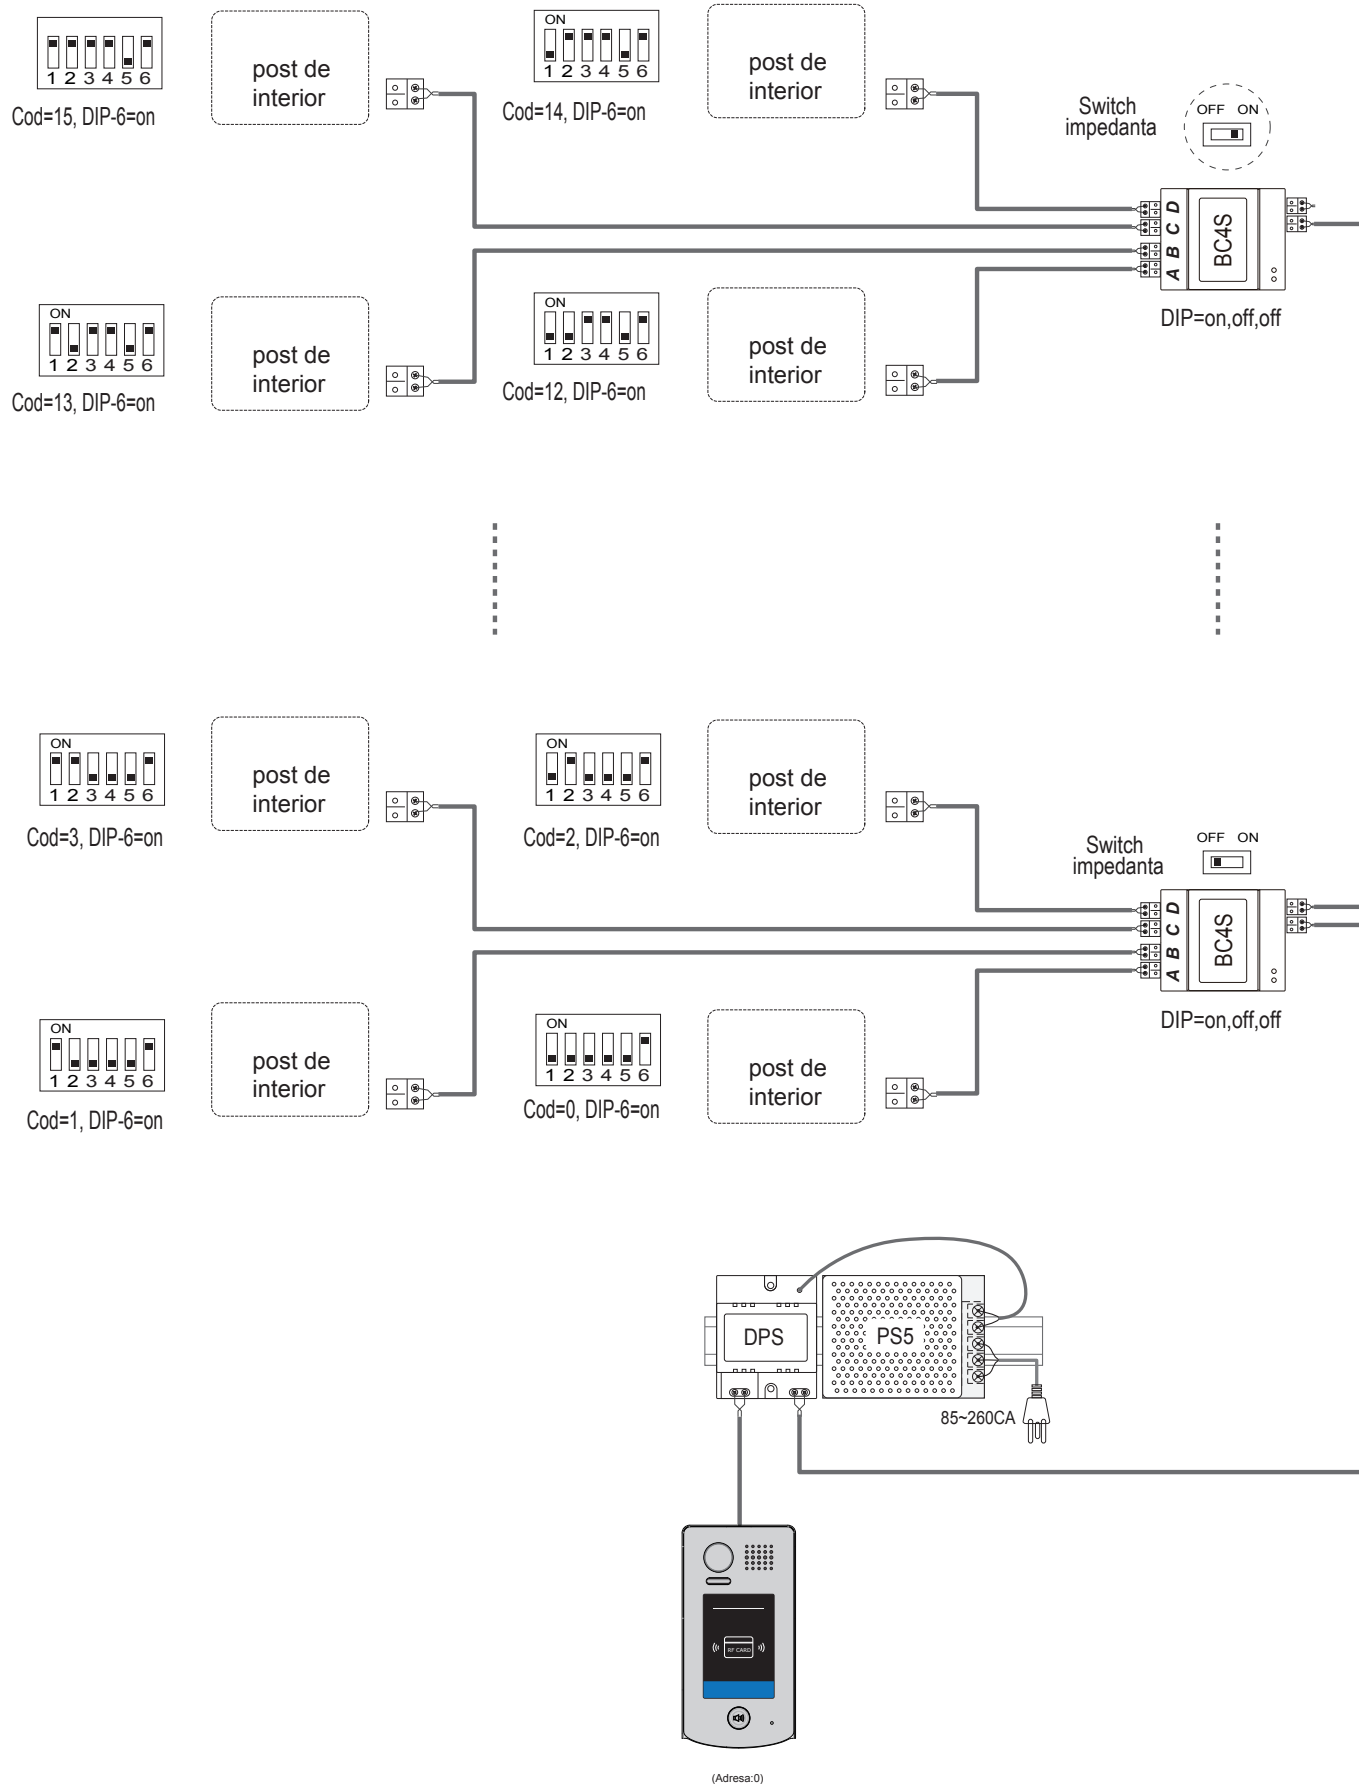 1 2 3 4 5 6
Cod=15, DIP-6=on
post de
interior
ON
1 2 3 4 5 6
Cod=14, DIP-6=on
post de
interior
Switch
impedanta
OFF ON
A B C D
BC4S
DIP=on,off,off
ON
1 2 3 4 5 6
Cod=13, DIP-6=on
post de
interior
ON
1 2 3 4 5 6
Cod=12, DIP-6=on
post de
interior
ON
1 2 3 4 5 6
Cod=3, DIP-6=on
post de
interior
ON
1 2 3 4 5 6
Cod=2, DIP-6=on
post de
interior
Switch
impedanta
OFF ON
A B C D
BC4S
DIP=on,off,off
ON
1 2 3 4 5 6
Cod=1, DIP-6=on
post de
interior
ON
1 2 3 4 5 6
Cod=0, DIP-6=on
post de
interior
DPS
PS5
85~260CA
RF CARD
(Adresa:0)